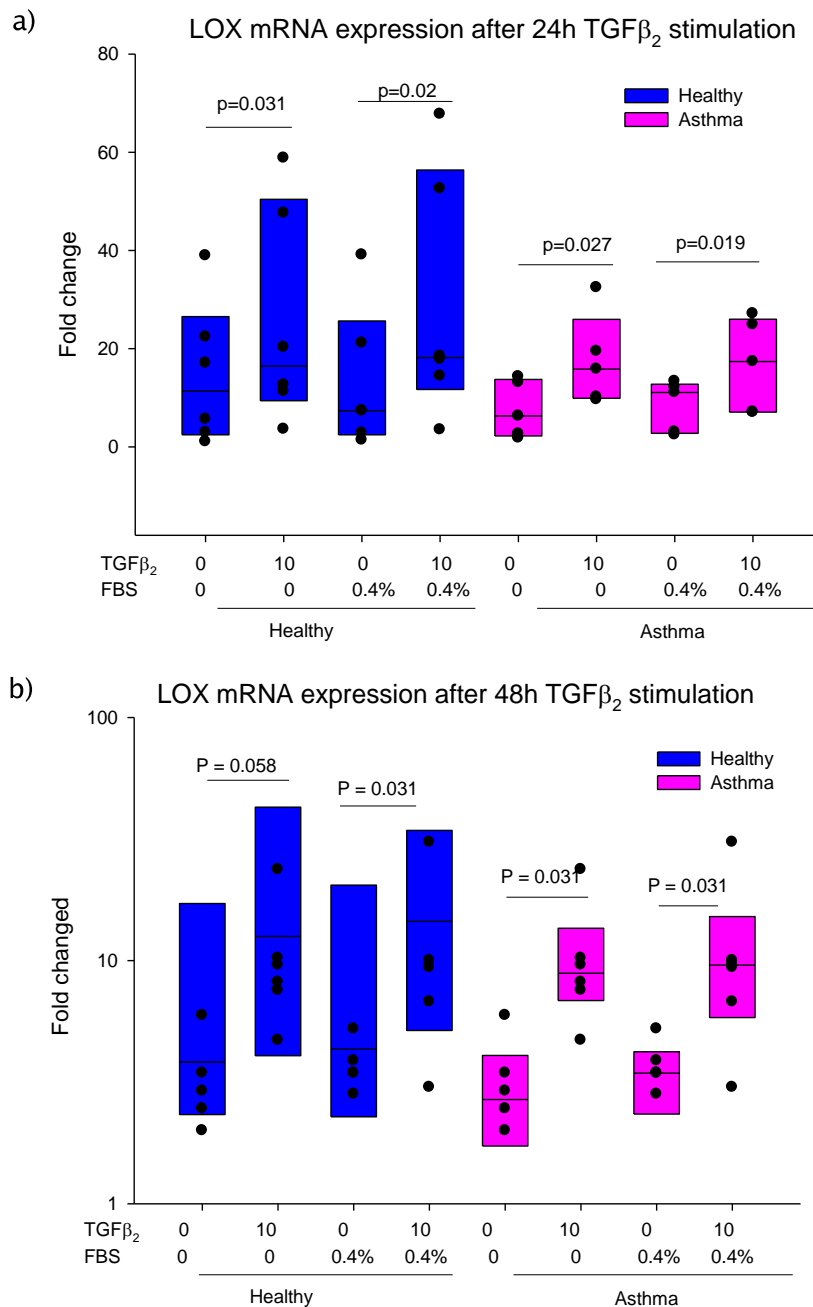 a)
LOX mRNA expression after 24h TGFβ₂ stimulation
80
p=0.031
p=0.02
Healthy
Asthma
60
Fold change
40
p=0.027
p=0.019
20
0
TGFβ₂ 0 10 0 10 0 10 0 10
FBS 0 0 0.4% 0.4% 0 0 0.4% 0.4%
Healthy Asthma
b)
LOX mRNA expression after 48h TGFβ₂ stimulation
100
P = 0.058
P = 0.031
Healthy
Asthma
P = 0.031
P = 0.031
Fold changed
10
1
TGFβ₂ 0 10 0 10 0 10 0 10
FBS 0 0 0.4% 0.4% 0 0 0.4% 0.4%
Healthy Asthma